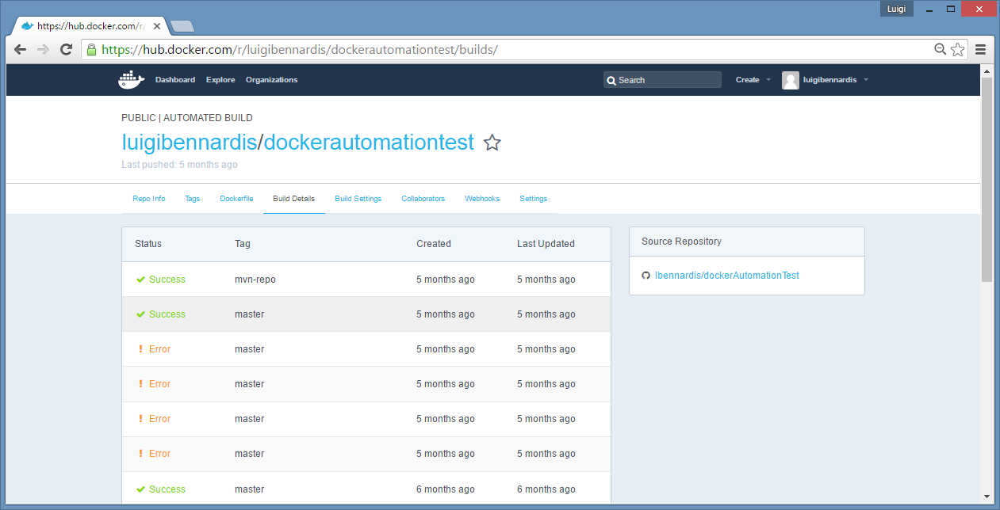 Luigi
https://hub.docker.com/r/
https://hub.docker.com/r/luigibennardis/dockerautomationtest/builds/
Dashboard Explore Organizations Search Create luigibennardis
PUBLIC | AUTOMATED BUILD
luigibennardis/dockerautomationtest
Last pushed: 5 months ago
Repo Info Tags Dockerfile Build Details Build Settings Collaborators Webhooks Settings
Status Tag Created Last Updated
Success mvn-repo 5 months ago 5 months ago
Success master 5 months ago 5 months ago
Error master 5 months ago 5 months ago
Error master 5 months ago 5 months ago
Error master 5 months ago 5 months ago
Error master 5 months ago 5 months ago
Success master 6 months ago 6 months ago
Source Repository
lbennardis/dockerAutomationTest